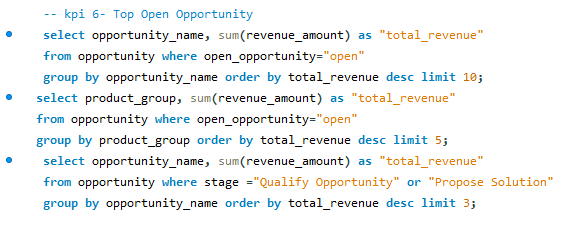 -- kpi 6- Top Open Opportunity
select opportunity_name, sum(revenue_amount) as "total_revenue"
from opportunity where open_opportunity="open"
group by opportunity_name order by total_revenue desc limit 10;
select product_group, sum(revenue_amount) as "total_revenue"
from opportunity where open_opportunity="open"
group by product_group order by total_revenue desc limit 5;
select opportunity_name, sum(revenue_amount) as "total_revenue"
from opportunity where stage ="Qualify Opportunity" or "Propose Solution"
group by opportunity_name order by total_revenue desc limit 3;